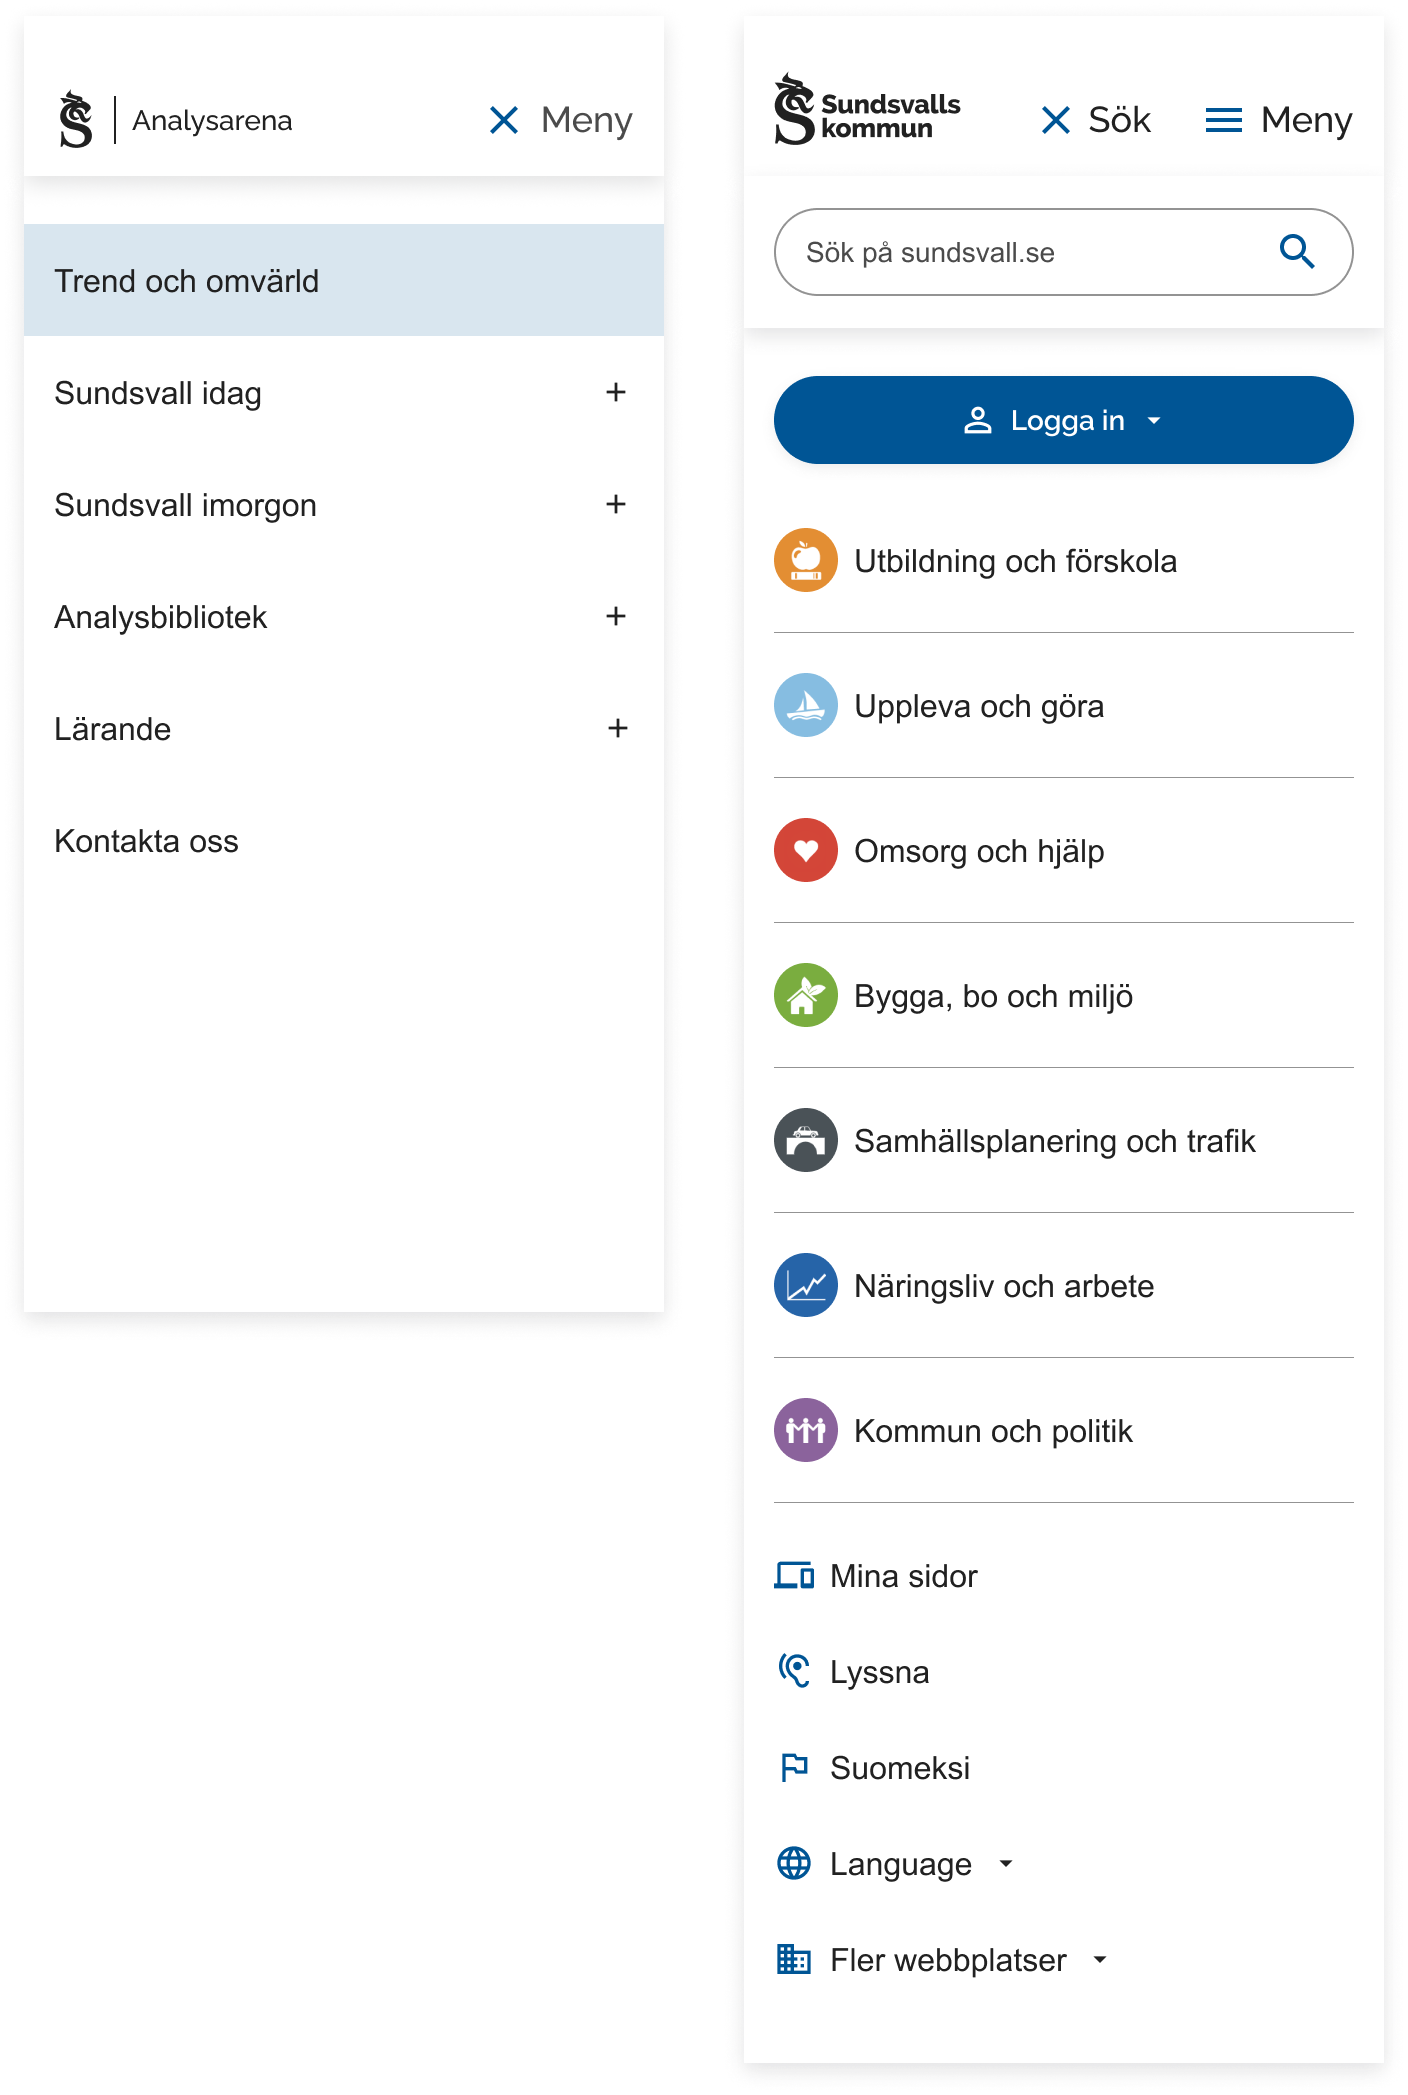 Analysarena
Meny
Trend och omvärld
Sundsvall idag
Sundsvall imorgon
Analysbibliotek
Lärande
Kontakta oss
Sundsvalls
kommun
Sök
Meny
Sök på sundsvall.se
Logga in
Utbildning och förskola
Uppleva och göra
Omsorg och hjälp
Bygga, bo och miljö
Samhällsplanering och trafik
Näringsliv och arbete
Kommun och politik
Mina sidor
Lyssna
Suomeksi
Language
Fler webbplatser